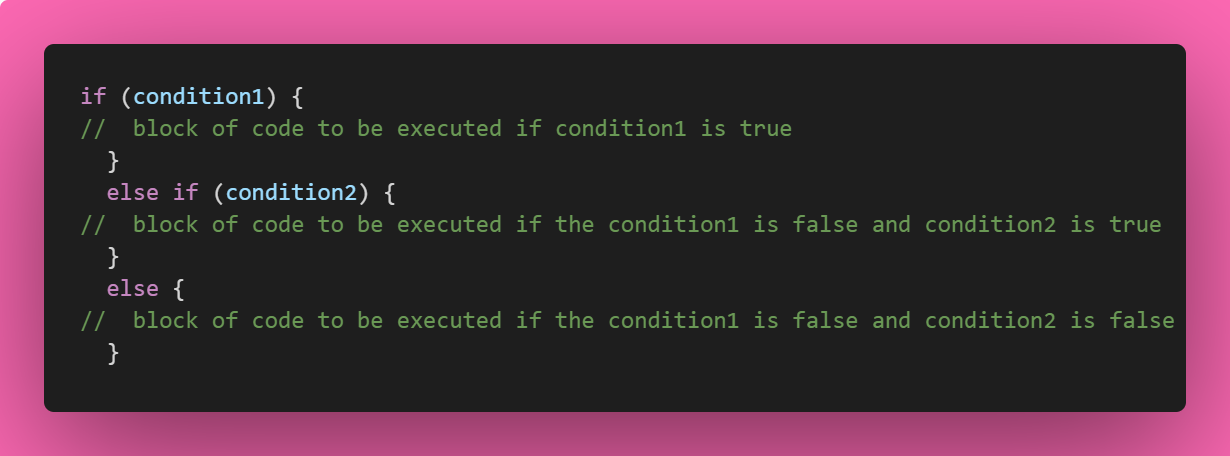 if (condition1) {
//  block of code to be executed if condition1 is true
  }
  else if (condition2) {
//  block of code to be executed if the condition1 is false and condition2 is true
  }
  else {
//  block of code to be executed if the condition1 is false and condition2 is false
  }